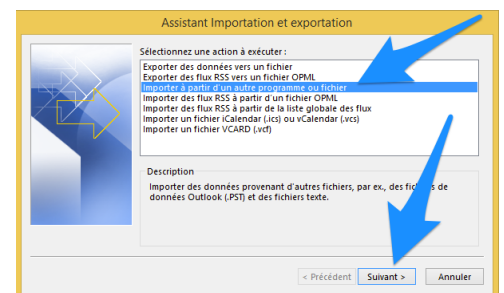 Assistant Importation et exportation
Sélectionnez une action à exécuter :
Exporter des données vers un fichier
Exporter des flux RSS vers un fichier OPML
Importer à partir d'un autre programme ou fichier
Importer des flux RSS à partir d'un fichier OPML
Importer des flux RSS à partir de la liste globale des flux
Importer un fichier iCalendar (.ics) ou vCalendar (.vcs)
Importer un fichier VCARD (.vcf)
Description
Importer des données provenant d'autres fichiers, par ex., des de
données Outlook (.PST) et des fichiers texte.
< Précédent Suivant > Annuler